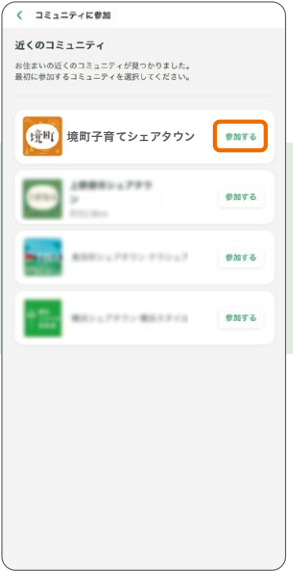 コミュニティに参加
近くのコミュニティ
お住まいの近くのコミュニティが見つかりました。
最初に参加するコミュニティを選択してください。
境町
境町子育てシェアタウン
参加する
参加する
参加する
参加する